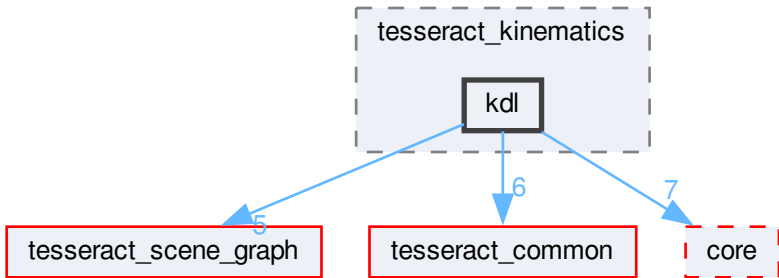 tesseract_kinematics
kdl
5
6
7
tesseract_scene_graph
tesseract_common
core